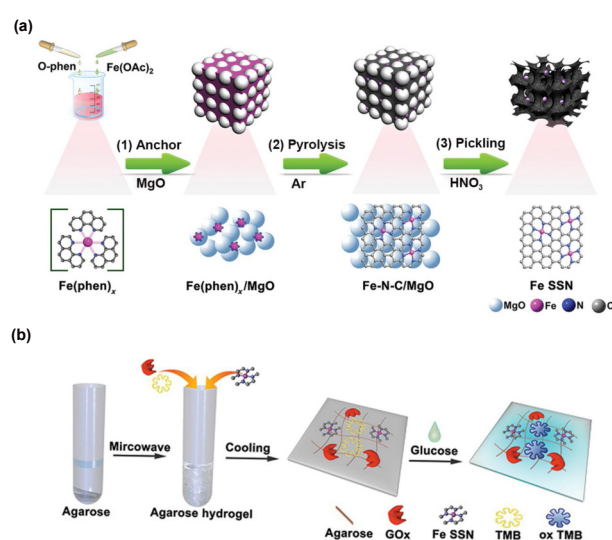 (a)
O-phen Fe(OAc)2
(1) Anchor (2) Pyrolysis (3) Pickling
MgO Ar HNO3
Fe(phen)x Fe(phen)x/MgO Fe-N-C/MgO Fe SSN
MgO Fe N C
(b)
Mircowave Cooling Glucose
Agarose Agarose hydrogel
Agarose GOx Fe SSN TMB ox TMB